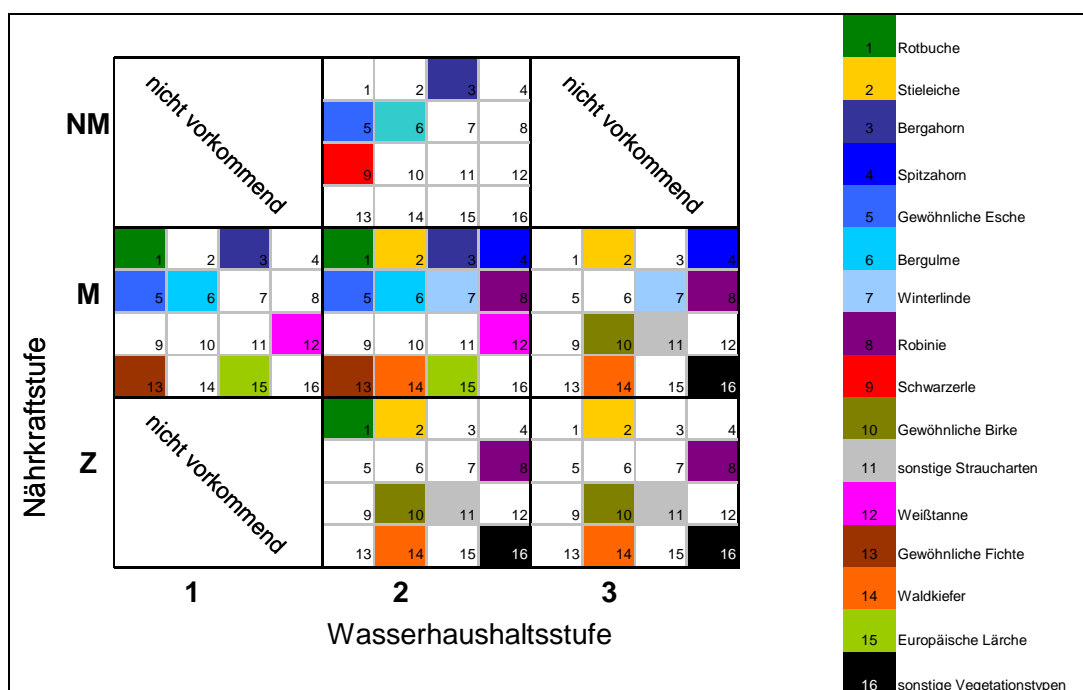 nicht vorkommend
1 2 3 4
nicht vorkommend
NM
5 6 7 8
9 10 11 12
13 14 15 16
1 2 3 4 1 2 3 4 1 2 3 4
M
5 6 7 8 5 6 7 8 5 6 7 8
9 10 11 12 9 10 11 12 9 10 11 12
13 14 15 16 13 14 15 16 13 14 15 16
nicht vorkommend
1 2 3 4 1 2 3 4
Z
5 6 7 8 5 6 7 8
9 10 11 12 9 10 11 12
13 14 15 16 13 14 15 16
Nährkraftstufe
1 2 3
Wasserhaushaltsstufe
1 Rotbuche
2 Stieleiche
3 Bergahorn
4 Spitzahorn
5 Gewöhnliche Esche
6 Bergulme
7 Winterlinde
8 Robinie
9 Schwarzerle
10 Gewöhnliche Birke
11 sonstige Straucharten
12 Weißtanne
13 Gewöhnliche Fichte
14 Waldkiefer
15 Europäische Lärche
16 sonstige Vegetationstypen